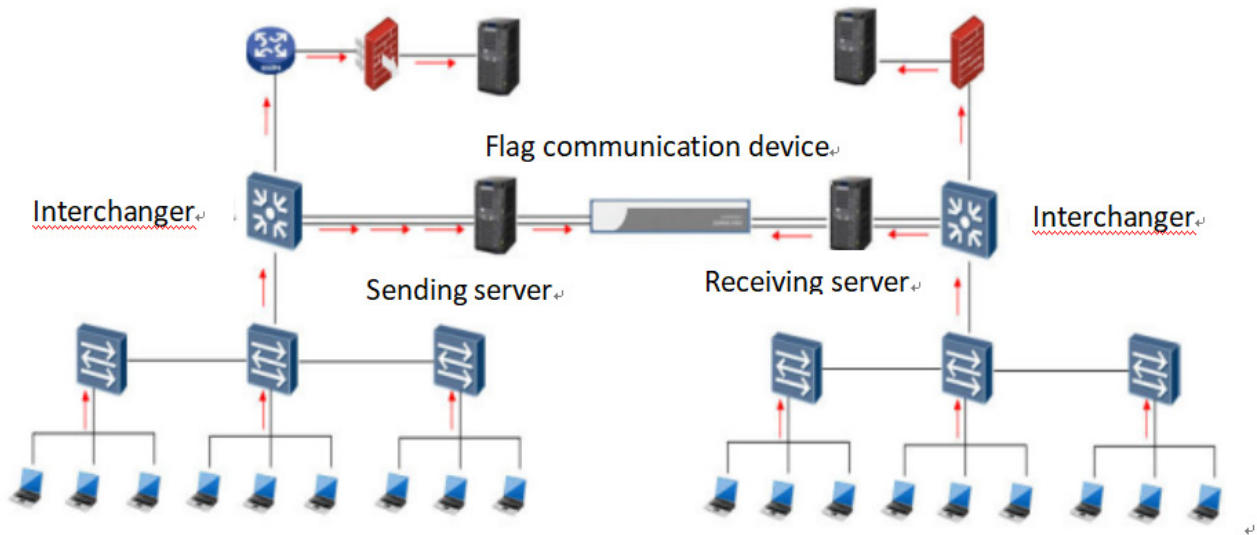 Flag communication device
Interchanger
Interchanger
Sending server
Receiving server